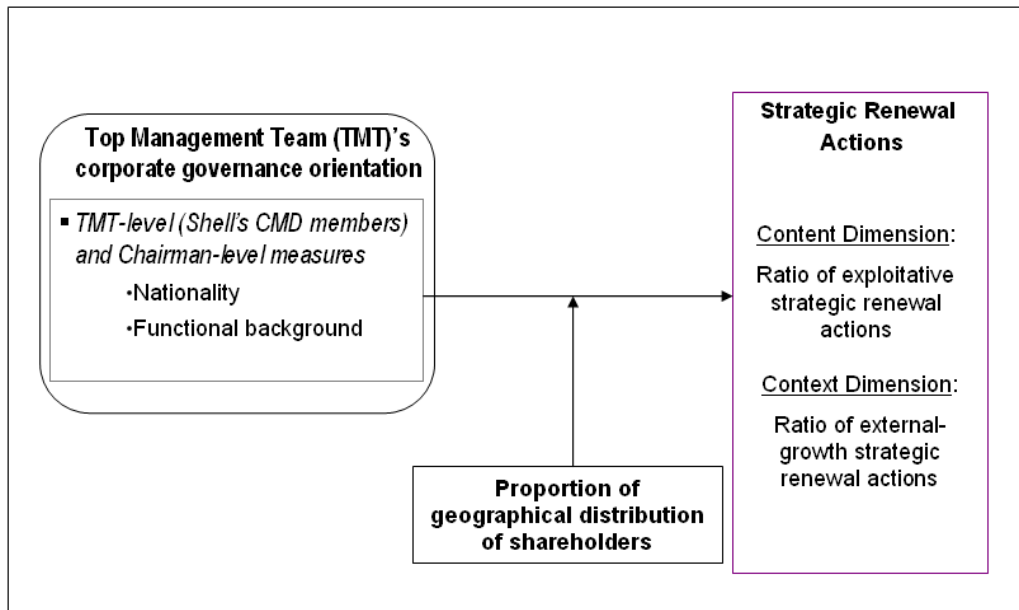 Top Management Team (TMT)'s
corporate governance orientation
▪ TMT-level (Shell's CMD members)
and Chairman-level measures
•Nationality
•Functional background
Proportion of
geographical distribution
of shareholders
Strategic Renewal
Actions
Content Dimension:
Ratio of exploitative
strategic renewal
actions
Context Dimension:
Ratio of external-
growth strategic
renewal actions